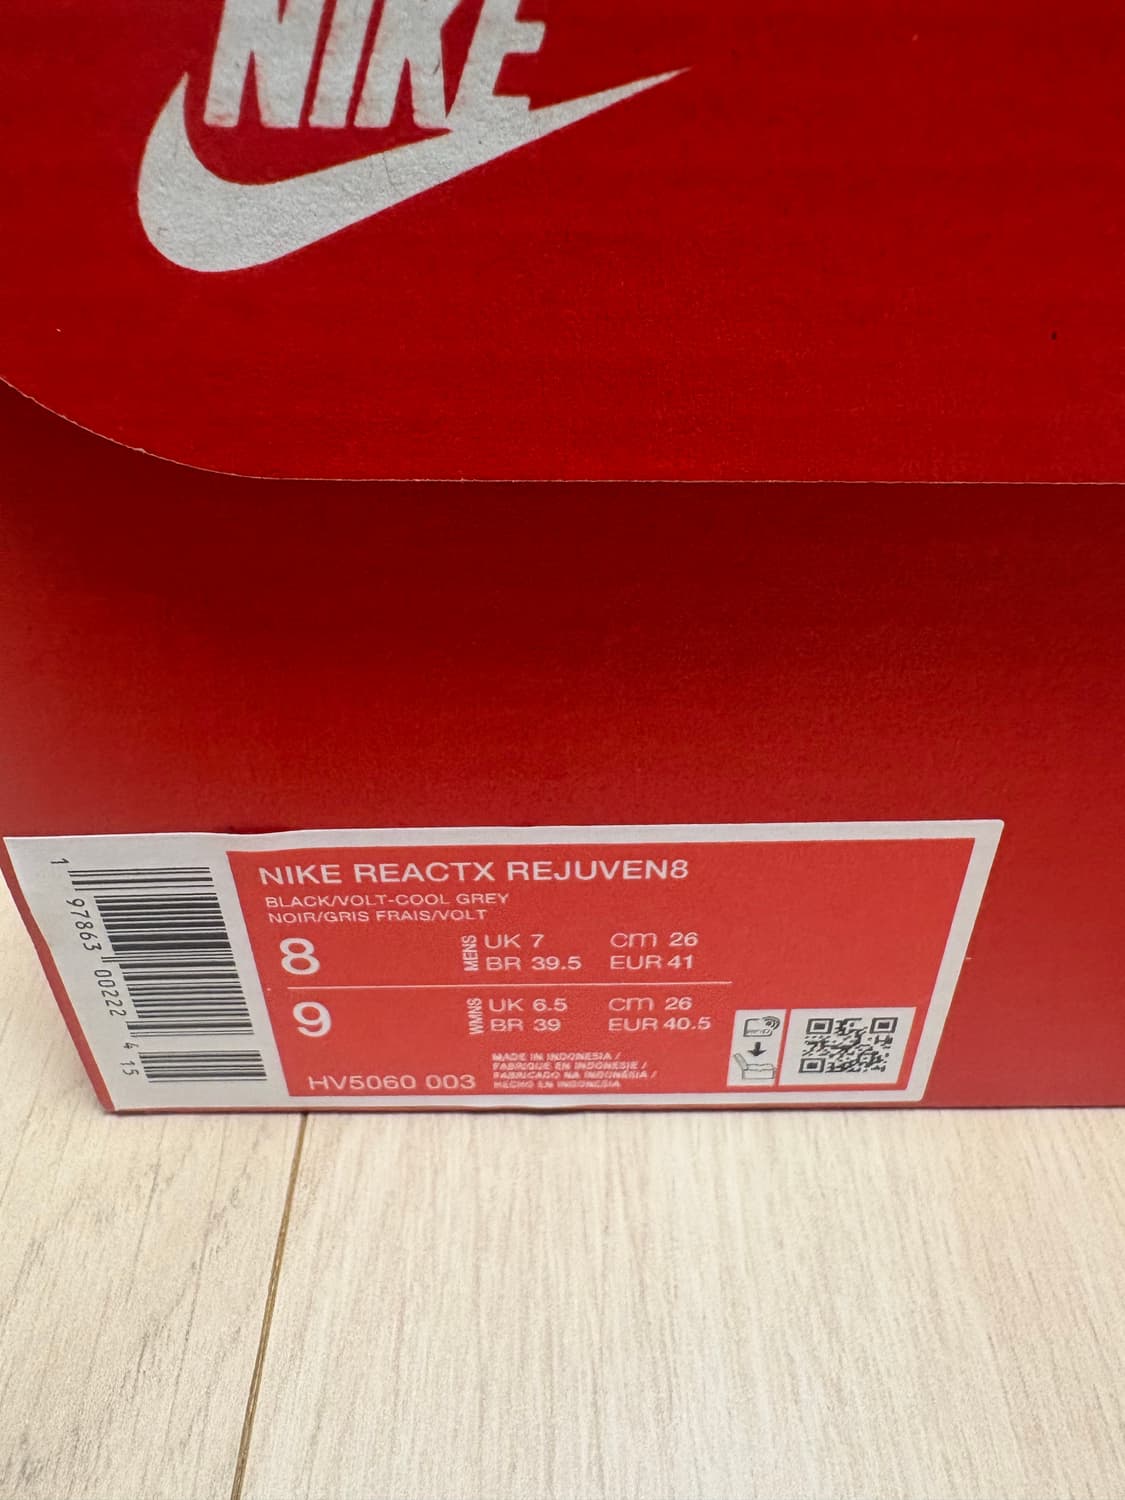 NIKE
NIKE REACTX REJUVEN8
BLACK/VOLT-COOL GREY
NOIR/GRIS FRAIS/VOLT
8
MENS
UK 7
cm 26
BR 39.5
EUR 41
9
WMNS
UK 6.5
cm 26
BR 39
EUR 40.5
HV5060 003
MADE IN INDONESIA /
FABRIQUE EN INDONESIE /
FABRICADO NA INDONÉSIA /
HECHO EN INDONESIA
RFID
1 97863 00222 4 15